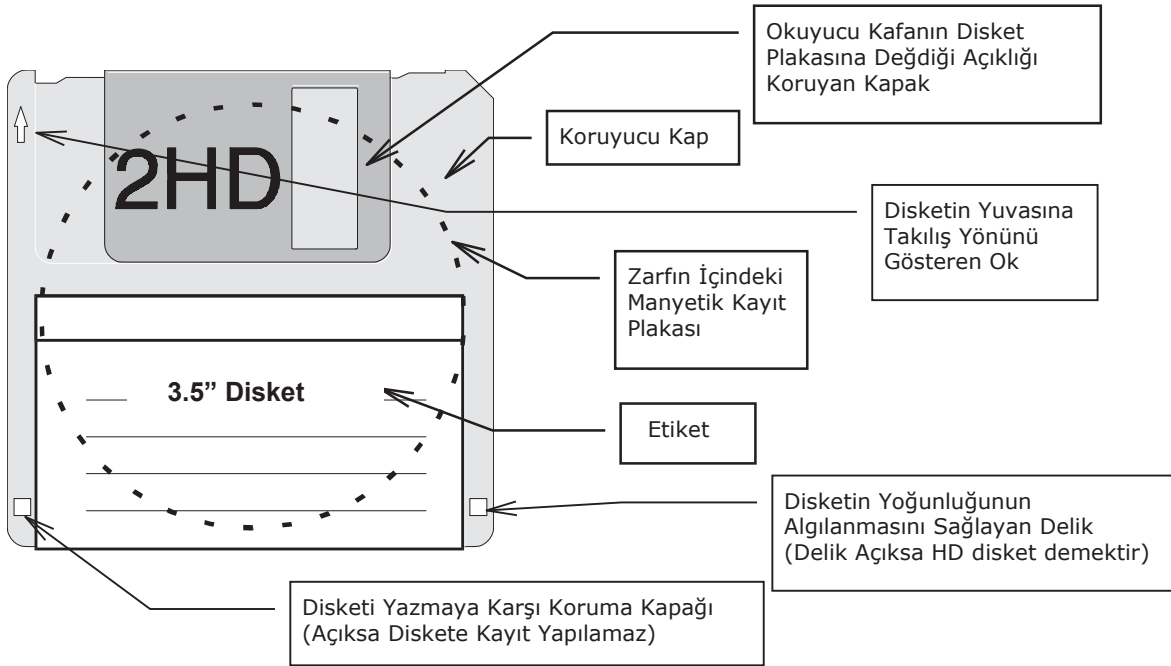 Okuyucu Kafanın Disket
Plakasına Değdiği Açıklığı
Koruyan Kapak
2HD
Koruyucu Kap
Disketin Yuvasına
Takılış Yönünü
Gösteren Ok
Zarfın İçindeki
Manyetik Kayıt
Plakası
3.5” Disket
Etiket
Disketin Yoğunluğunun
Algılanmasını Sağlayan Delik
(Delik Açıksa HD disket demektir)
Disketi Yazmaya Karşı Koruma Kapağı
(Açıksa Diskete Kayıt Yapılamaz)